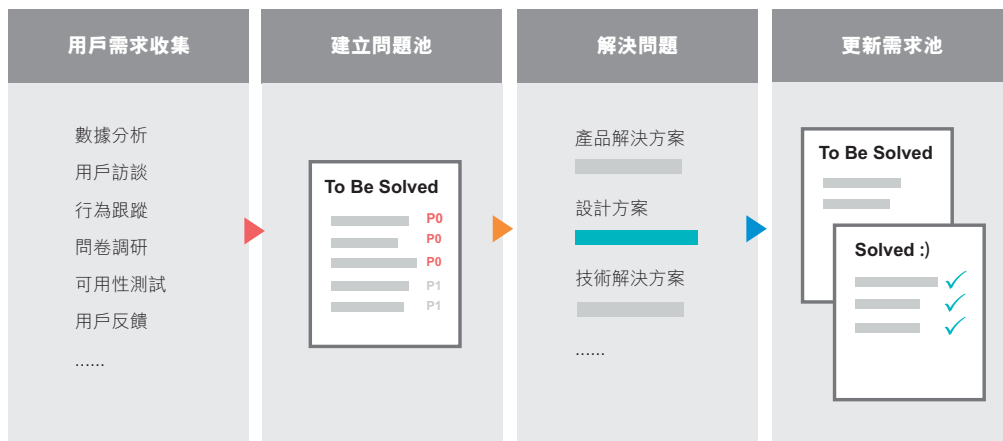 用戶需求收集
數據分析
用戶訪談
行為跟蹤
問卷調研
可用性測試
用戶反饋
......
建立問題池
To Be Solved
P0
P0
P0
P1
P1
解決問題
產品解決方案
設計方案
技術解決方案
......
更新需求池
To Be Solved
Solved :)